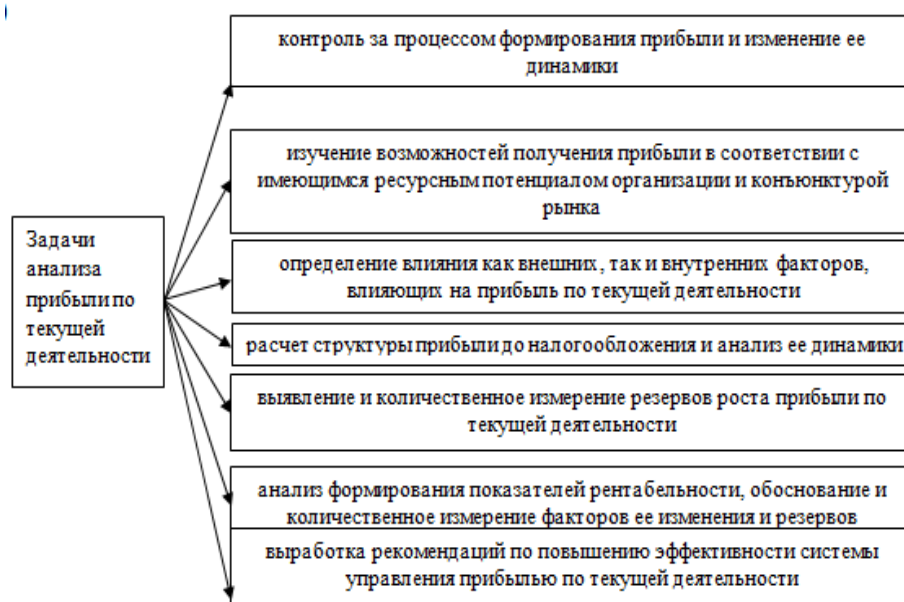 контроль за процессом формирования прибыли и изменение ее
динамики
изучение возможностей получения прибыли в соответствии с
имеющимся ресурсным потенциалом организации и конъюнктурой
рынка
Задачи
анализа
прибыли по
текущей
деятельности
определение влияния как внешних, так и внутренних факторов,
влияющих на прибыль по текущей деятельности
расчет структуры прибыли до налогообложения и анализ ее динамики
выявление и количественное измерение резервов роста прибыли по
текущей деятельности
анализ формирования показателей рентабельности, обоснование и
количественное измерение факторов ее изменения и резервов
выработка рекомендаций по повышению эффективности системы
управления прибылью по текущей деятельности